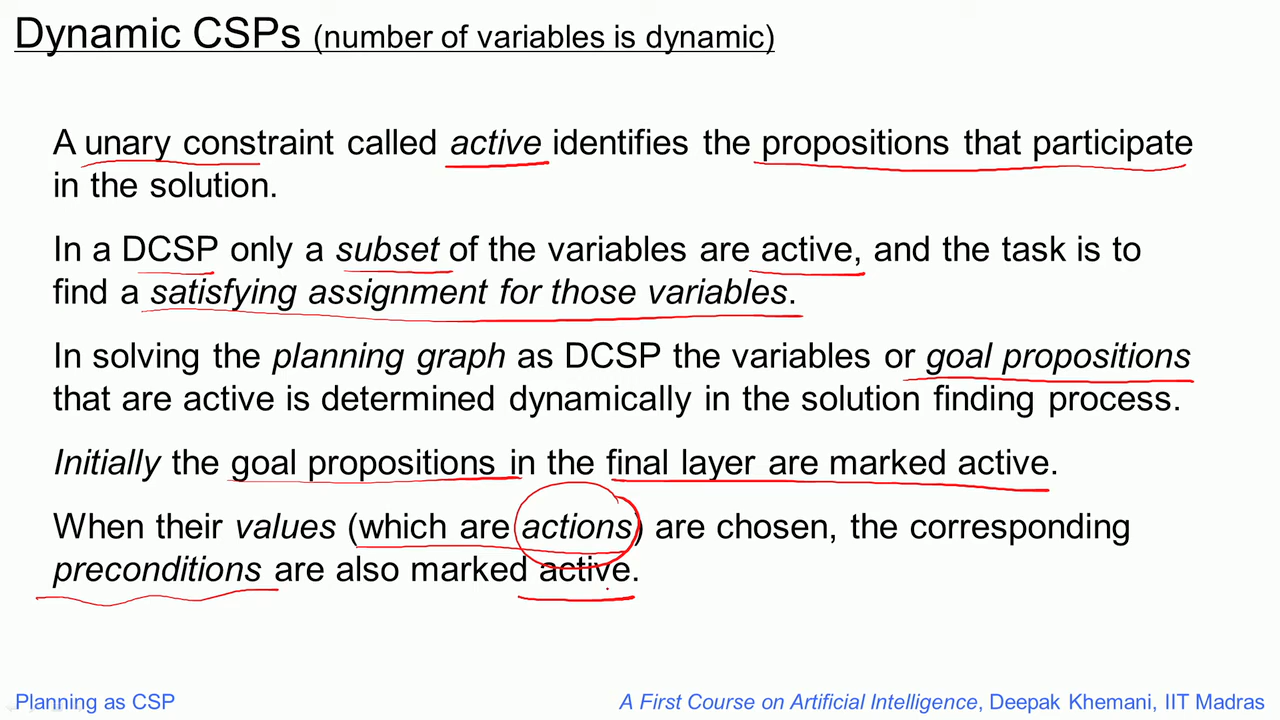 Dynamic CSPs (number of variables is dynamic)
A unary constraint called active identifies the propositions that participate
in the solution.
In a DCSP only a subset of the variables are active, and the task is to
find a satisfying assignment for those variables.
In solving the planning graph as DCSP the variables or goal propositions
that are active is determined dynamically in the solution finding process.
Initially the goal propositions in the final layer are marked active.
When their values (which are actions) are chosen, the corresponding
preconditions are also marked active.
Planning as CSP
A First Course on Artificial Intelligence, Deepak Khemani, IIT Madras